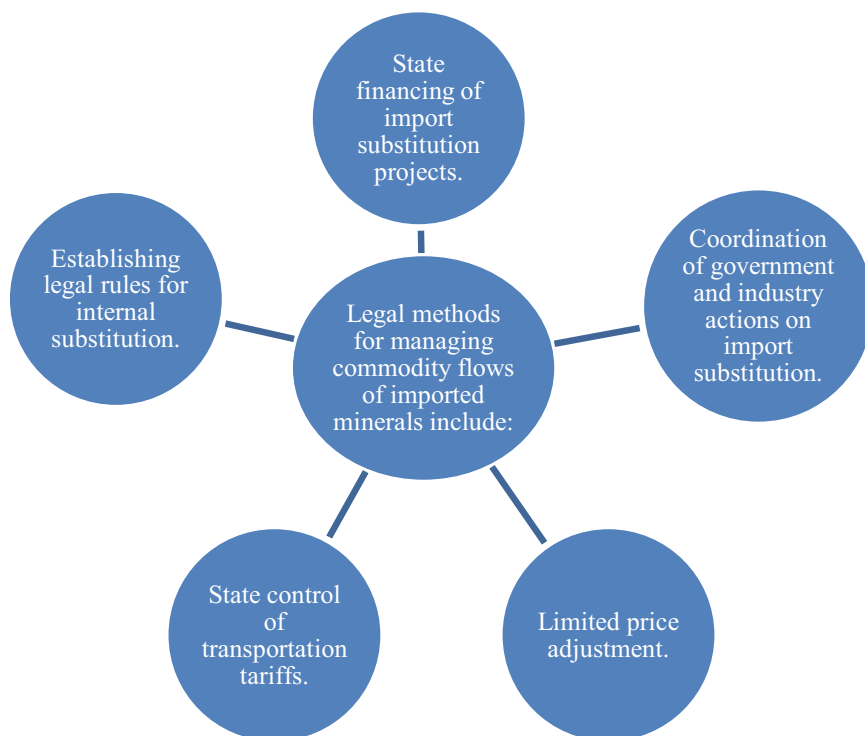 State
financing of
import
substitution
projects.
Coordination
of government
and industry
actions on
import
substitution.
Establishing
legal rules for
internal
substitution.
Legal methods
for managing
commodity flows
of imported
minerals include:
State control
of
transportation
tariffs.
Limited price
adjustment.